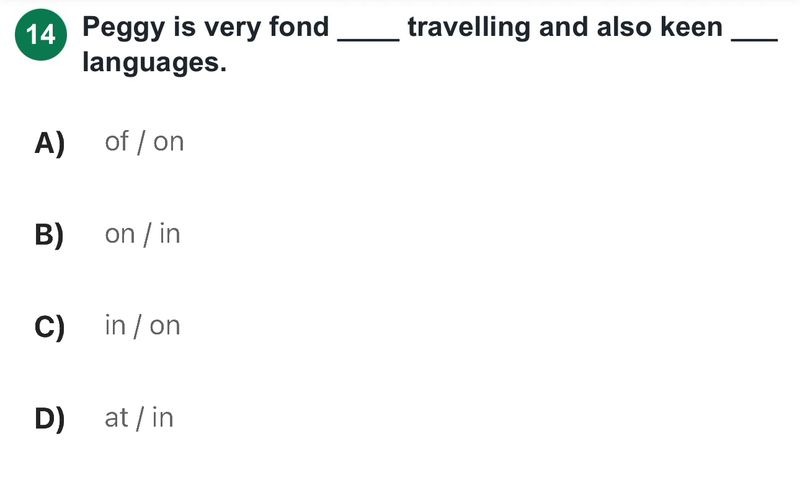 14 Peggy is very fond ____ travelling and also keen ___
languages.
A) of / on
B) on / in
C) in / on
D) at / in